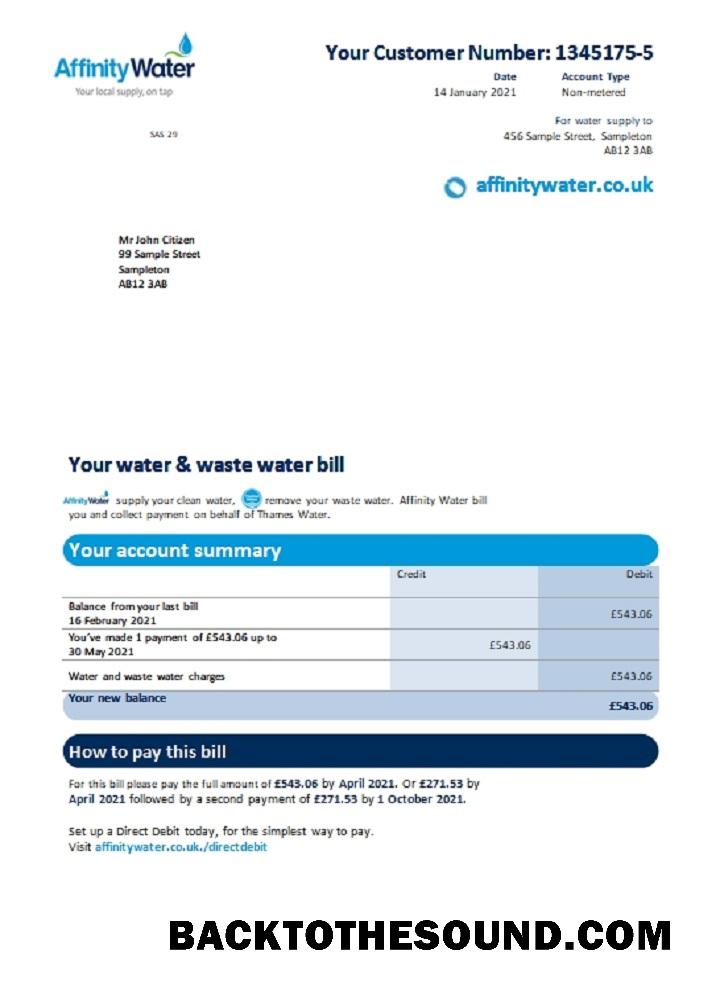 AffinityWater
Your local supply, on tap
Your Customer Number: 1345175-5
Date Account Type
14 January 2021 Non-metered
For water supply to
456 Sample Street, Sampleton
AB12 3AB
SAS 29
affinitywater.co.uk
Mr John Citizen
99 Sample Street
Sampleton
AB12 3AB
Your water & waste water bill
AffinityWater supply your clean water, remove your waste water. Affinity Water bill
you and collect payment on behalf of Thames Water.
Your account summary
Credit Debit
Balance from your last bill
16 February 2021 £543.06
You've made 1 payment of £543.06 up to
30 May 2021 £543.06
Water and waste water charges £543.06
Your new balance £543.06
How to pay this bill
For this bill please pay the full amount of £543.06 by April 2021. Or £271.53 by
April 2021 followed by a second payment of £271.53 by 1 October 2021.
Set up a Direct Debit today, for the simplest way to pay.
Visit affinitywater.co.uk./directdebit
BACKTOTHESOUND.COM